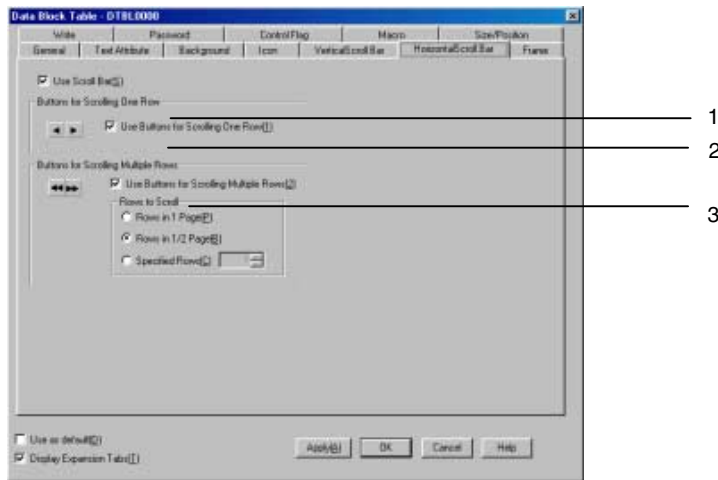 Data Block Table - DTBL0000
Write Password Control Flag Macro Size/Position
General Text Attribute Background Icon Vertical Scroll Bar Horizontal Scroll Bar Frame
Use Scroll Bar(S)
Buttons for Scrolling One Row
Use Buttons for Scrolling One Row(1)
1
2
Buttons for Scrolling Multiple Rows
Use Buttons for Scrolling Multiple Rows(2)
Rows to Scroll
3
Rows in 1 Page(P)
Rows in 1/2 Page(B)
Specified Rows(C)
Use as default(D)
Display Expansion Tabs(T)
Apply(A) OK Cancel Help